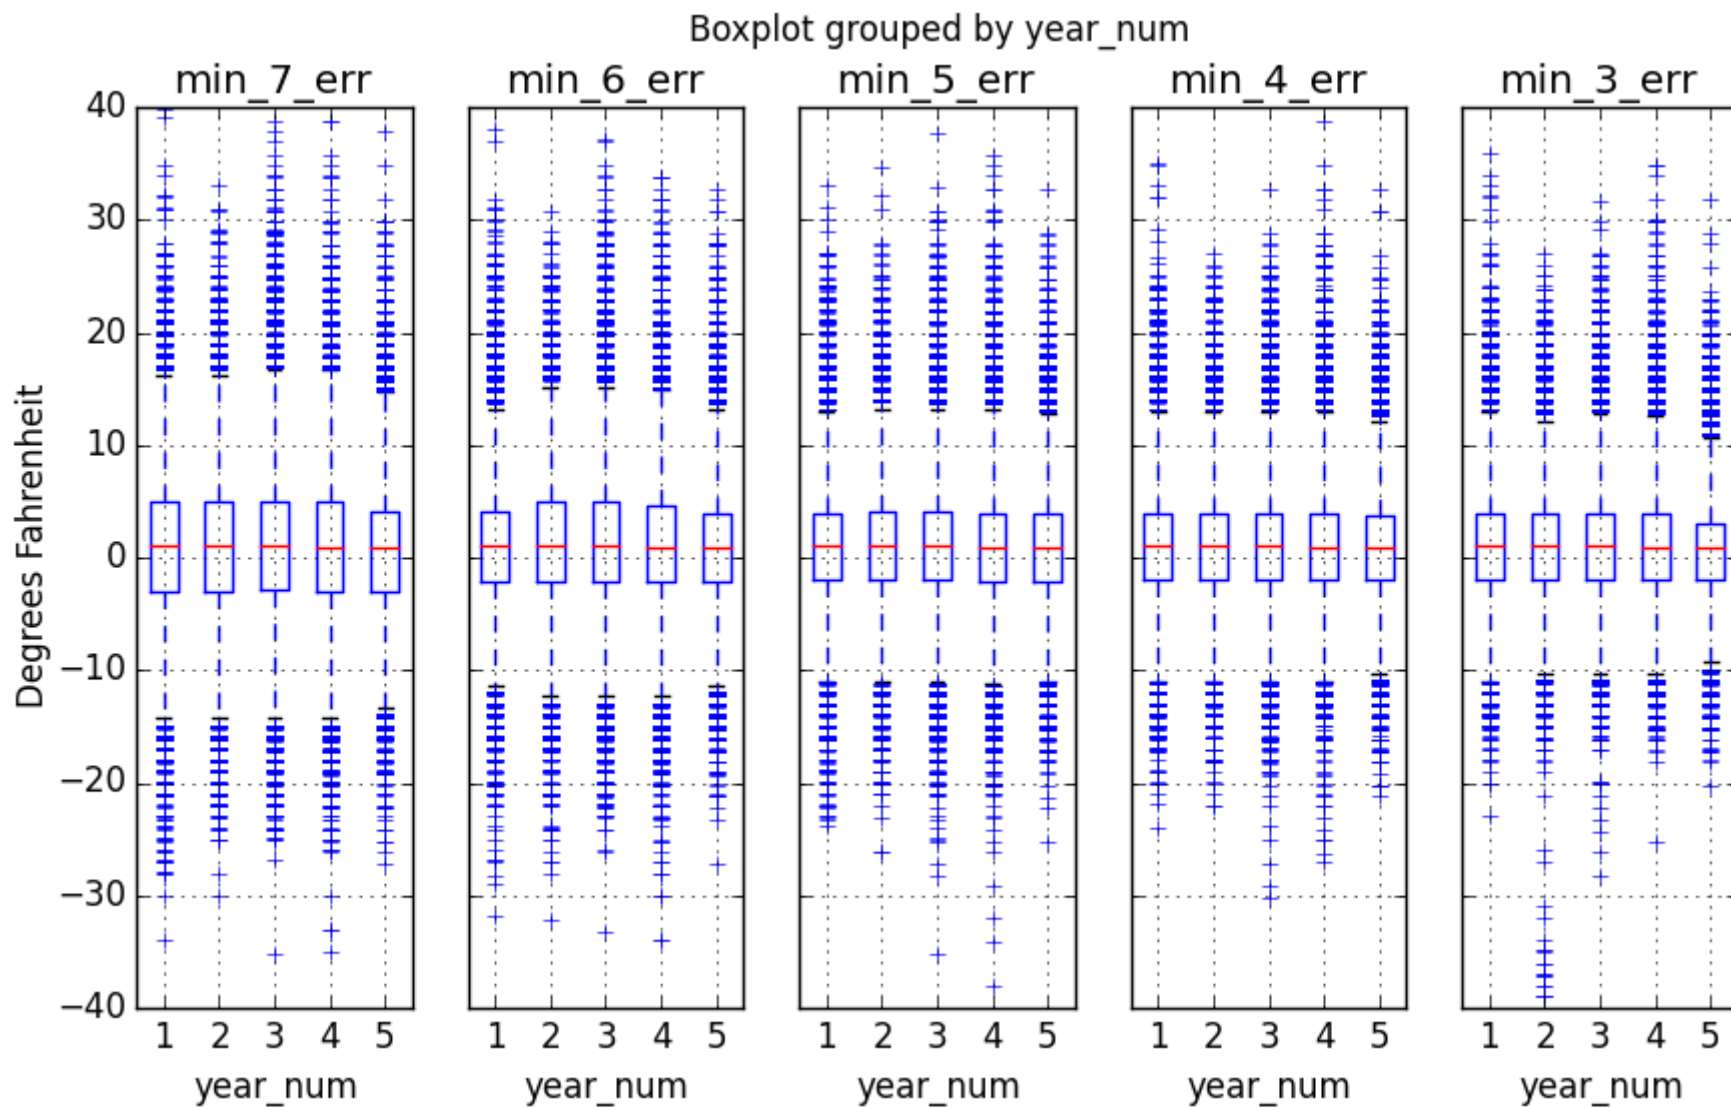 Boxplot grouped by year_num
min_7_err min_6_err min_5_err min_4_err min_3_err
Degrees Fahrenheit
40
30
20
10
0
−10
−20
−30
−40
1 2 3 4 5 1 2 3 4 5 1 2 3 4 5 1 2 3 4 5 1 2 3 4 5
year_num year_num year_num year_num year_num